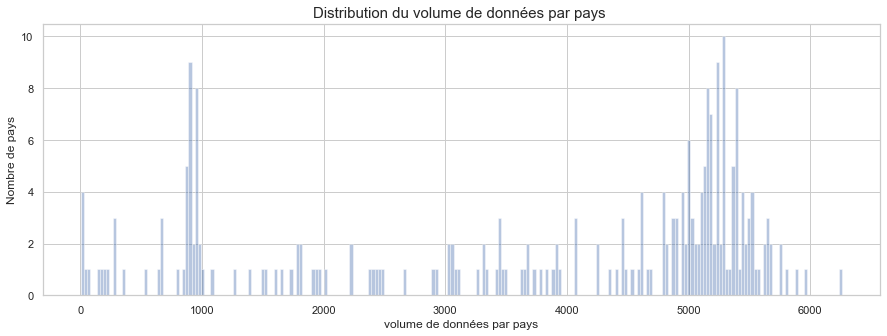 Distribution du volume de données par pays
10
8
6
4
2
0
Nombre de pays
0 1000 2000 3000 4000 5000 6000
volume de données par pays